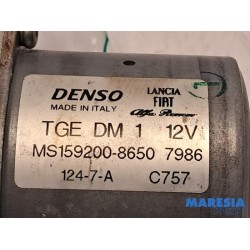 DENSO
MADE IN ITALY
LANCIA
FIAT
Alfa Romeo
TGE DM 1 12V
MS159200-8650 7986
124-7-A C757
MARESIA